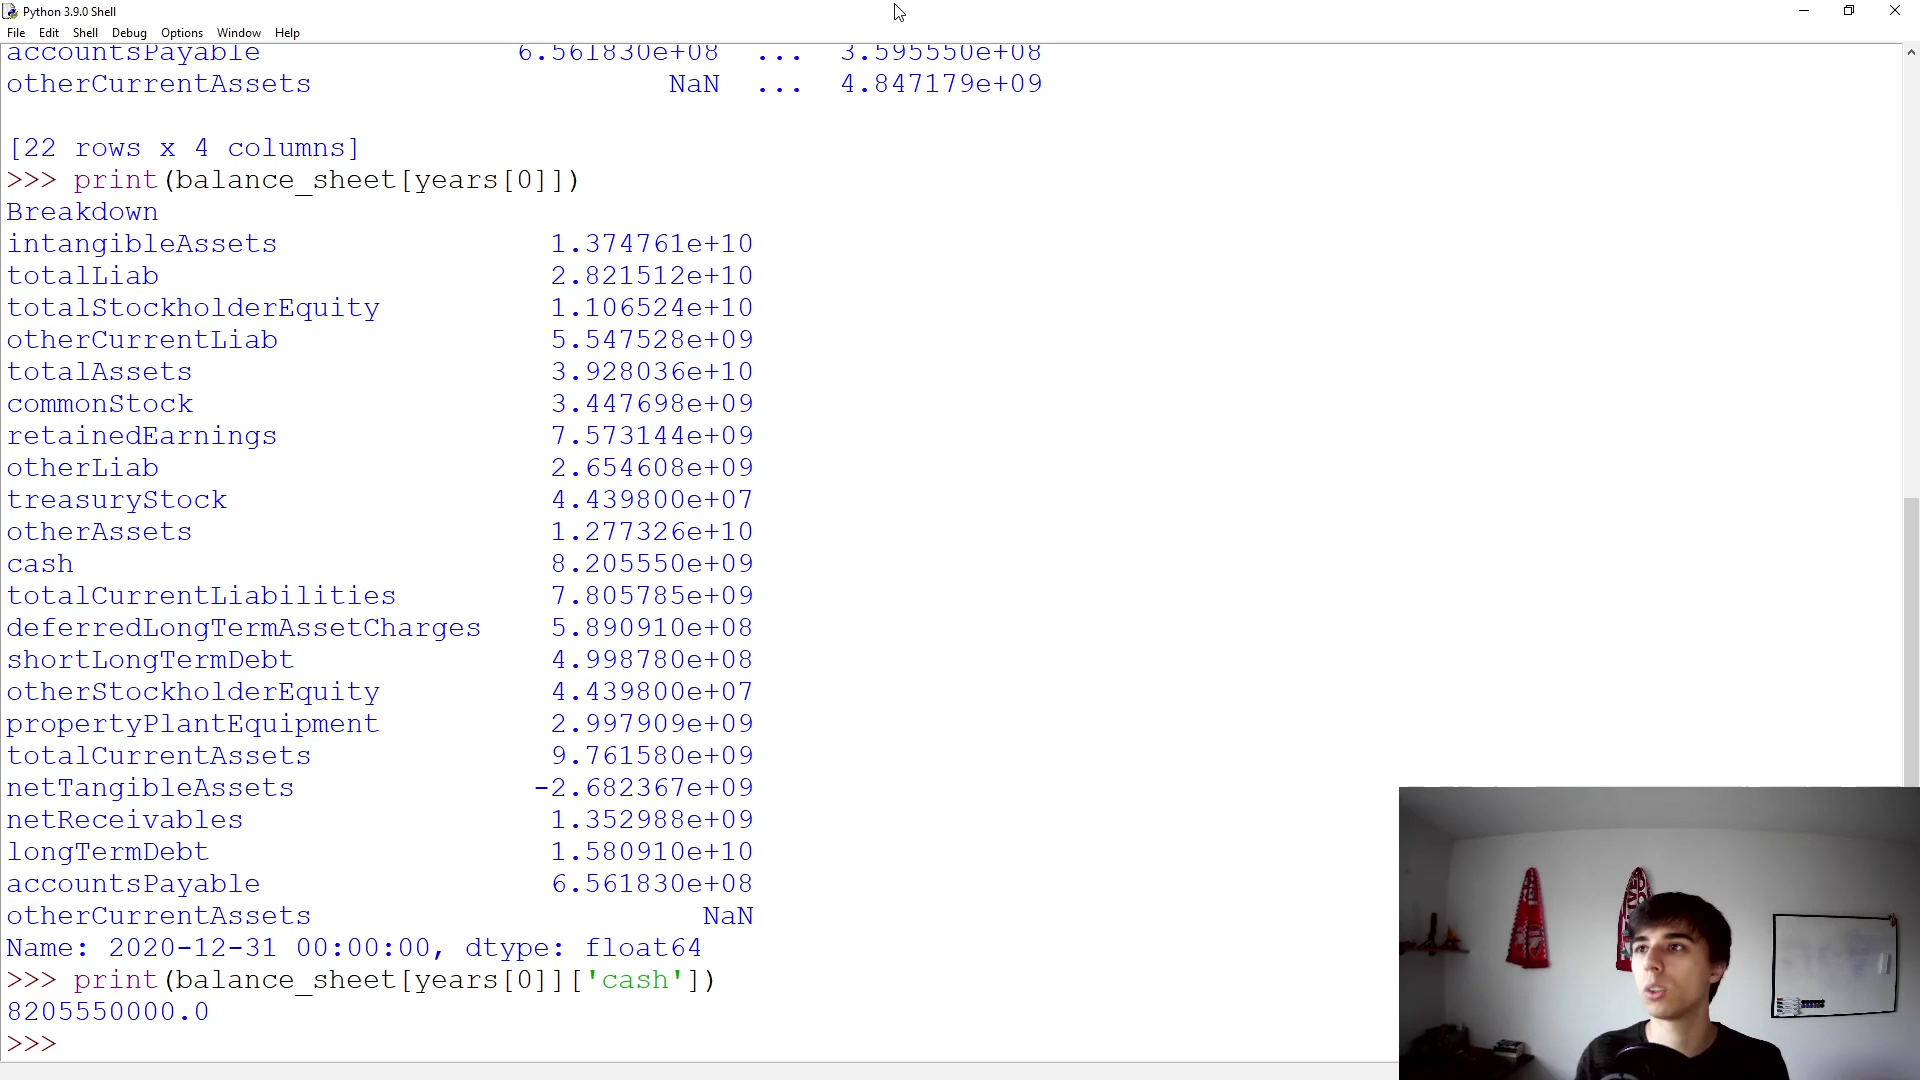 Python 3.9.0 Shell
File Edit Shell Debug Options Window Help
accountsPayable 6.561830e+08 ... 3.595550e+08
otherCurrentAssets NaN ... 4.847179e+09
[22 rows x 4 columns]
>>> print(balance_sheet[years[0]])
Breakdown
intangibleAssets 1.374761e+10
totalLiab 2.821512e+10
totalStockholderEquity 1.106524e+10
otherCurrentLiab 5.547528e+09
totalAssets 3.928036e+10
commonStock 3.447698e+09
retainedEarnings 7.573144e+09
otherLiab 2.654608e+09
treasuryStock 4.439800e+07
otherAssets 1.277326e+10
cash 8.205550e+09
totalCurrentLiabilities 7.805785e+09
deferredLongTermAssetCharges 5.890910e+08
shortLongTermDebt 4.998780e+08
otherStockholderEquity 4.439800e+07
propertyPlantEquipment 2.997909e+09
totalCurrentAssets 9.761580e+09
netTangibleAssets -2.682367e+09
netReceivables 1.352988e+09
longTermDebt 1.580910e+10
accountsPayable 6.561830e+08
otherCurrentAssets NaN
Name: 2020-12-31 00:00:00, dtype: float64
>>> print(balance_sheet[years[0]]['cash'])
8205550000.0
>>>